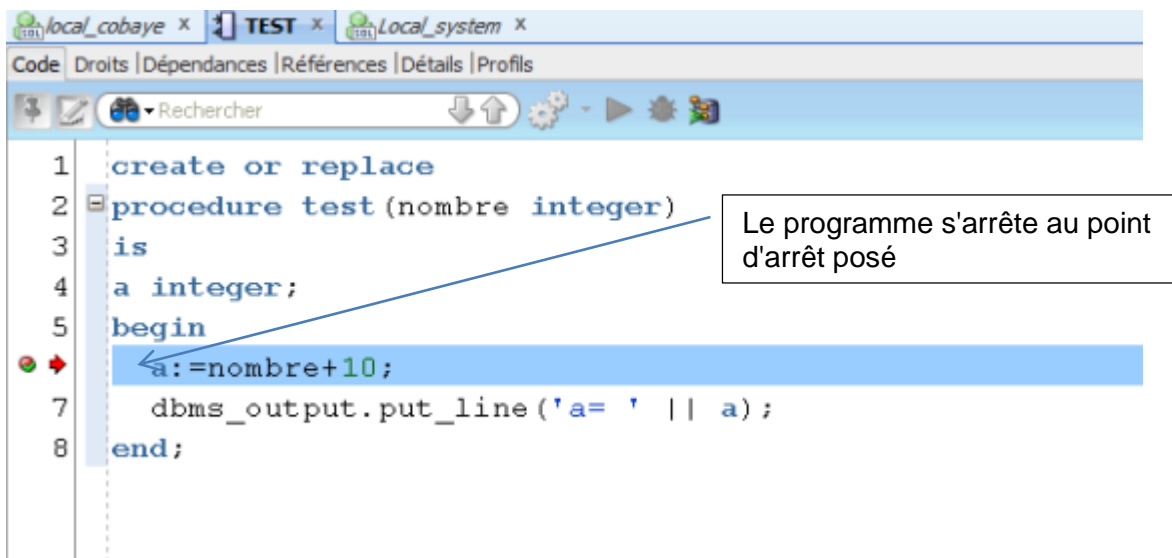 local_cobaye x TEST x Local_system x
Code Droits |Dépendances |Références |Détails |Profils
Rechercher
1 create or replace
2 procedure test(nombre integer)
3 is
4 a integer;
5 begin
a:=nombre+10;
7 dbms_output.put_line('a= ' || a);
8 end;
Le programme s'arrête au point
d'arrêt posé